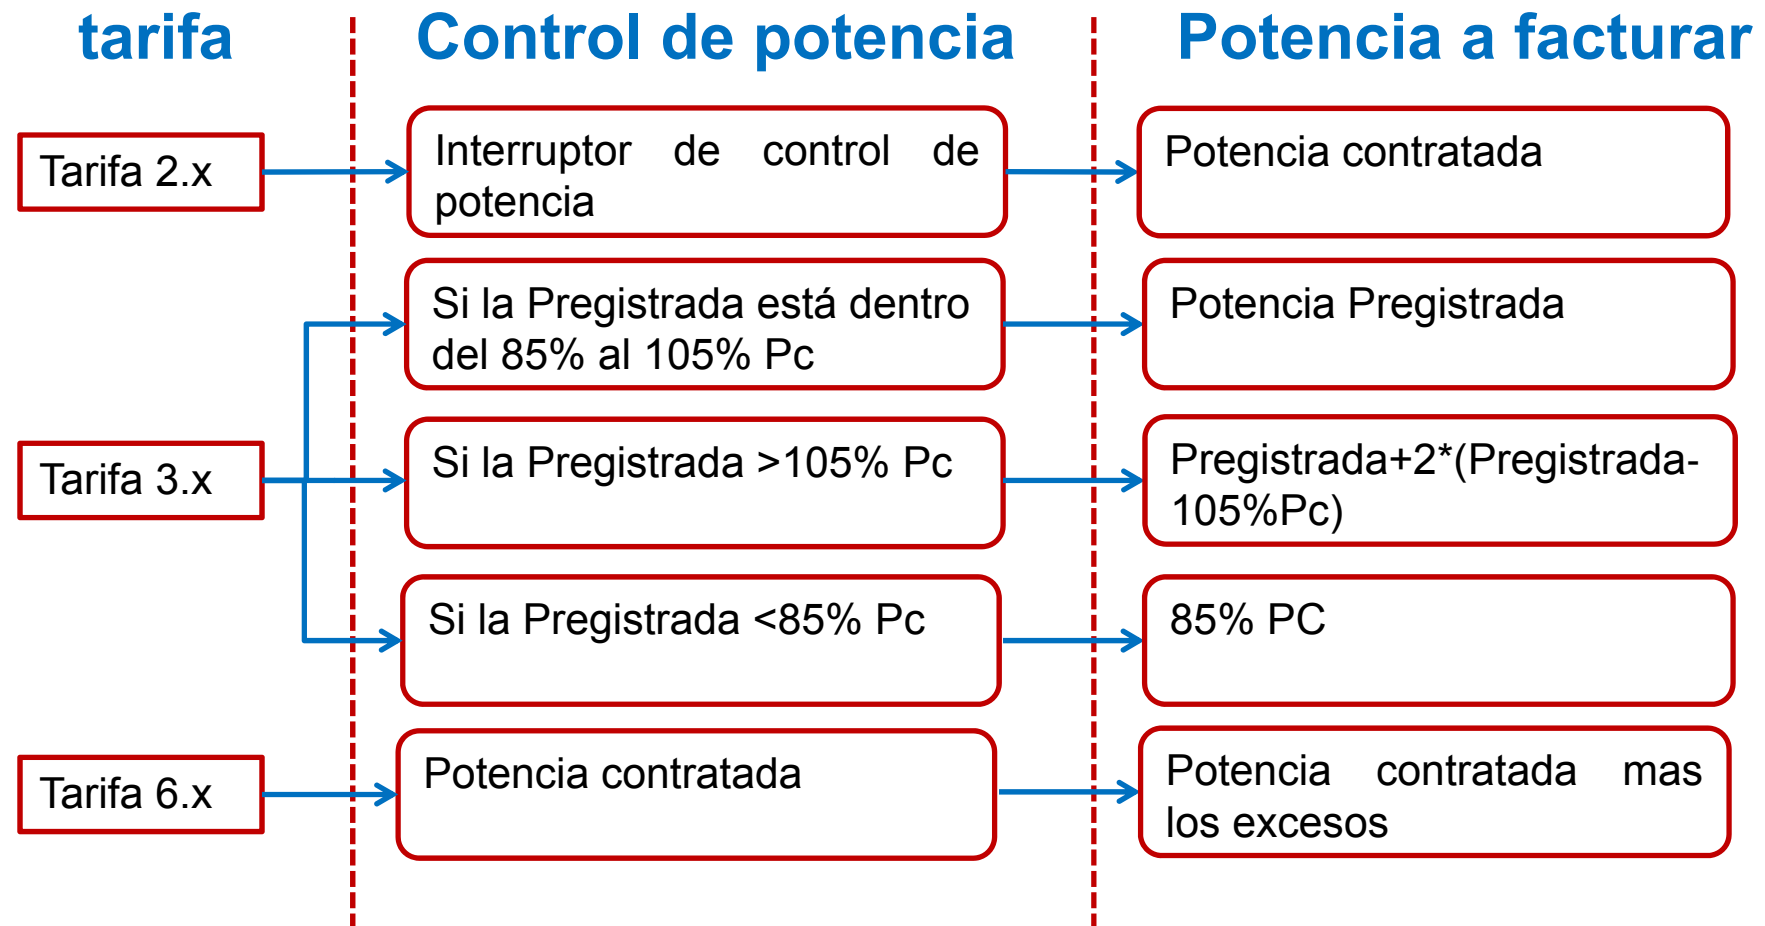 tarifa
Control de potencia
Potencia a facturar
Tarifa 2.x
Interruptor de control de
potencia
Potencia contratada
Si la Pregistrada está dentro
del 85% al 105% Pc
Potencia Pregistrada
Tarifa 3.x
Si la Pregistrada >105% Pc
Pregistrada+2*(Pregistrada-
105%Pc)
Si la Pregistrada <85% Pc
85% PC
Tarifa 6.x
Potencia contratada
Potencia contratada mas
los excesos